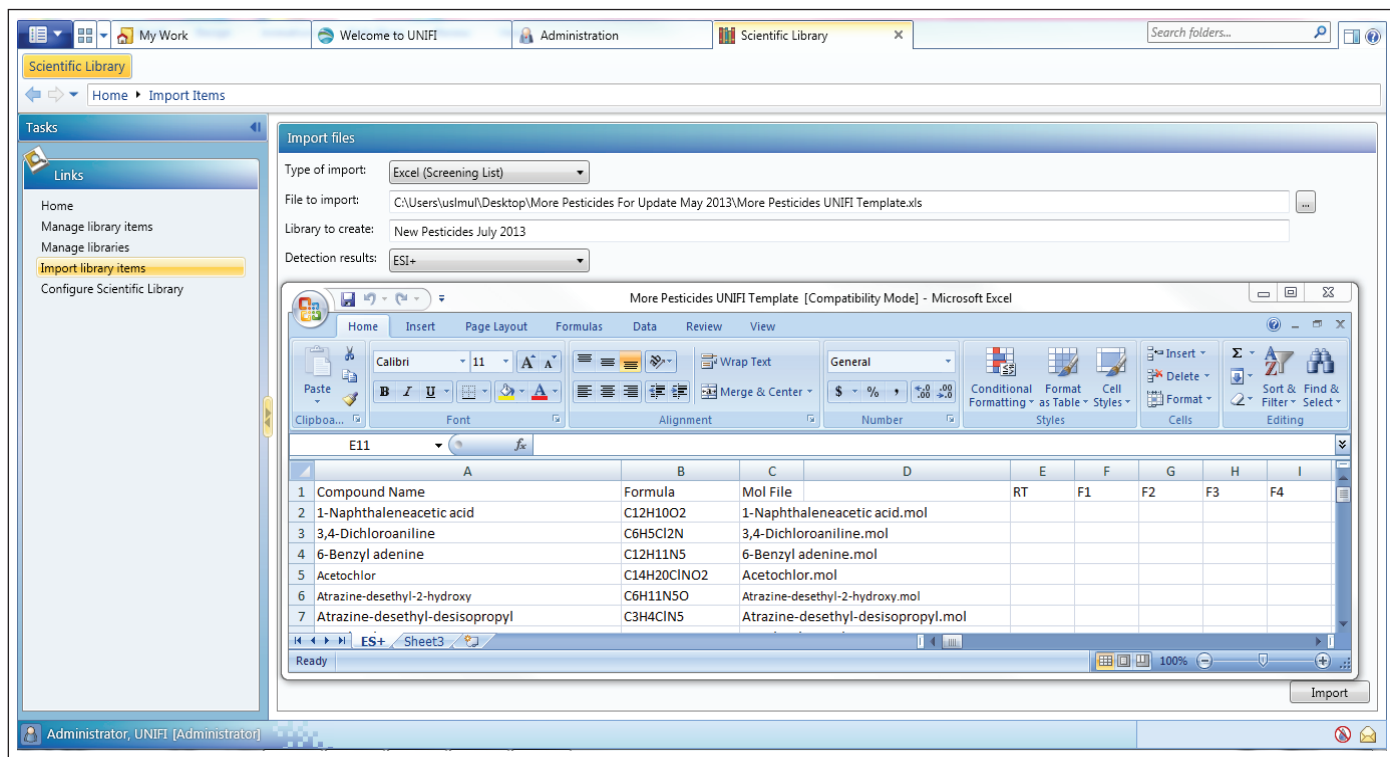 My Work
Welcome to UNIFI
Administration
Scientific Library
Search folders...
Scientific Library
Home Import Items
Tasks
Links
Home
Manage library items
Manage libraries
Import library items
Configure Scientific Library
Import files
Type of import: Excel (Screening List)
File to import: C:\Users\uslmul\Desktop\More Pesticides For Update May 2013\More Pesticides UNIFI Template.xls ...
Library to create: New Pesticides July 2013
Detection results: ESI+
More Pesticides UNIFI Template [Compatibility Mode] - Microsoft Excel
Home Insert Page Layout Formulas Data Review View
Calibri 11 A A Wrap Text General Insert Σ
Paste B I U A Merge & Center $ % , .0 .00 .00 .0 Conditional Formatting Format as Table Cell Styles Delete Format Sort & Filter Find & Select
Clipboa... Font Alignment Number Styles Cells Editing
E11 fx
A B C D E F G H I
1 Compound Name Formula Mol File RT F1 F2 F3 F4
2 1-Naphthaleneacetic acid C12H10O2 1-Naphthaleneacetic acid.mol
3 3,4-Dichloroaniline C6H5Cl2N 3,4-Dichloroaniline.mol
4 6-Benzyl adenine C12H11N5 6-Benzyl adenine.mol
5 Acetochlor C14H20ClNO2 Acetochlor.mol
6 Atrazine-desethyl-2-hydroxy C6H11N5O Atrazine-desethyl-2-hydroxy.mol
7 Atrazine-desethyl-desisopropyl C3H4ClN5 Atrazine-desethyl-desisopropyl.mol
ES+ Sheet3
Ready 100%
Import
Administrator, UNIFI [Administrator]